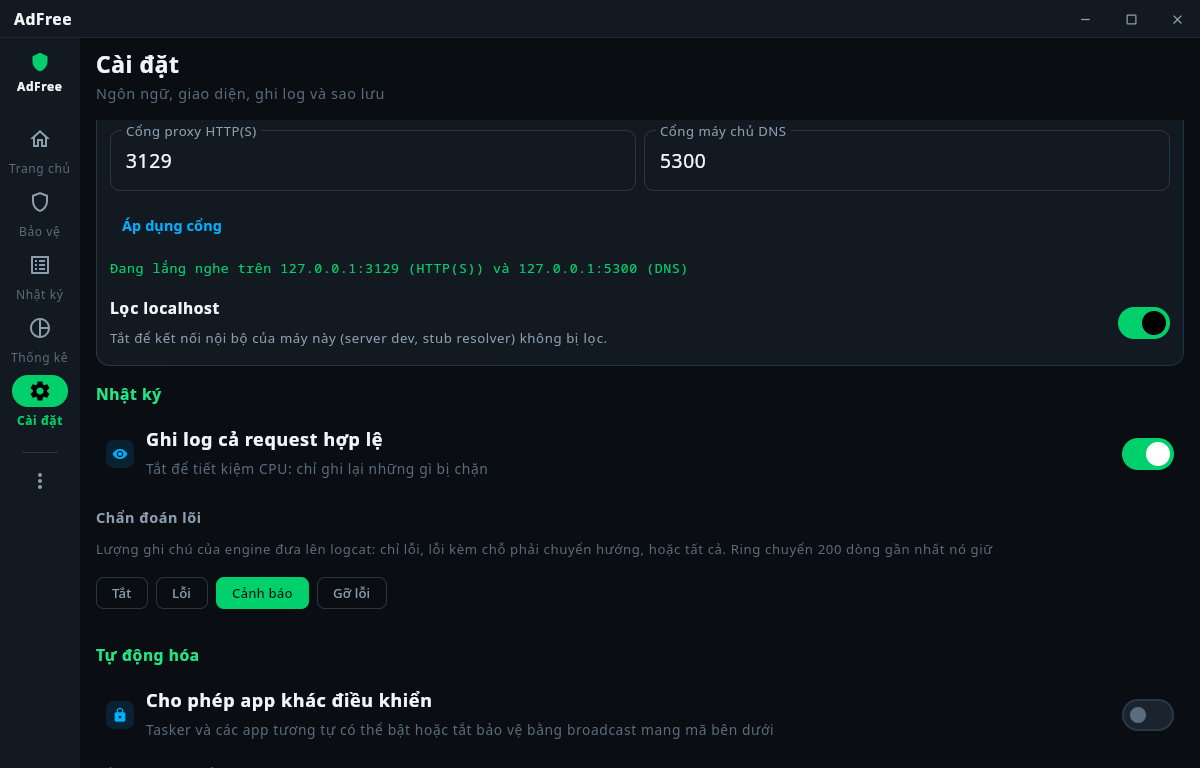 AdFree
AdFree
Trang chủ
Bảo vệ
Nhật ký
Thống kê
Cài đặt
Cài đặt
Ngôn ngữ, giao diện, ghi log và sao lưu
Cổng proxy HTTP(S)
3129
Cổng máy chủ DNS
5300
Áp dụng cổng
Đang lắng nghe trên 127.0.0.1:3129 (HTTP(S)) và 127.0.0.1:5300 (DNS)
Lọc localhost
Tắt để kết nối nội bộ của máy này (server dev, stub resolver) không bị lọc.
Nhật ký
Ghi log cả request hợp lệ
Tắt để tiết kiệm CPU: chỉ ghi lại những gì bị chặn
Chẩn đoán lỗi
Lượng ghi chú của engine đưa lên logcat: chỉ lỗi, lỗi kèm chỗ phải chuyển hướng, hoặc tất cả. Ring chuyển 200 dòng gần nhất nó giữ
Tắt
Lỗi
Cảnh báo
Gỡ lỗi
Tự động hóa
Cho phép app khác điều khiển
Tasker và các app tương tự có thể bật hoặc tắt bảo vệ bằng broadcast mang mã bên dưới